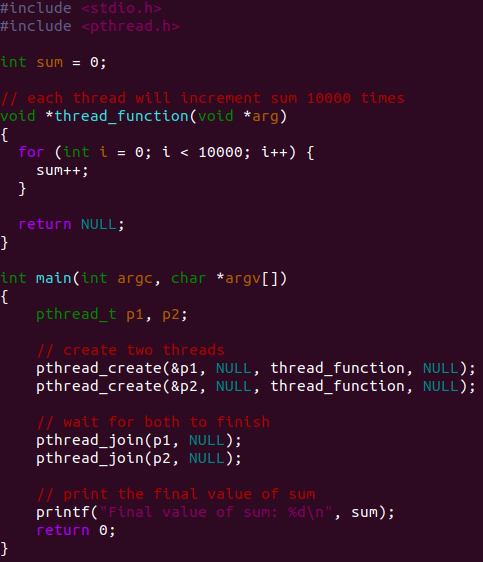 #include <stdio.h>
#include <pthread.h>

int sum = 0;

// each thread will increment sum 10000 times
void *thread_function(void *arg)
{
  for (int i = 0; i < 10000; i++) {
    sum++;
  }

  return NULL;
}

int main(int argc, char *argv[])
{
    pthread_t p1, p2;

    // create two threads
    pthread_create(&p1, NULL, thread_function, NULL);
    pthread_create(&p2, NULL, thread_function, NULL);

    // wait for both to finish
    pthread_join(p1, NULL);
    pthread_join(p2, NULL);

    // print the final value of sum
    printf("Final value of sum: %d\n", sum);
    return 0;
}